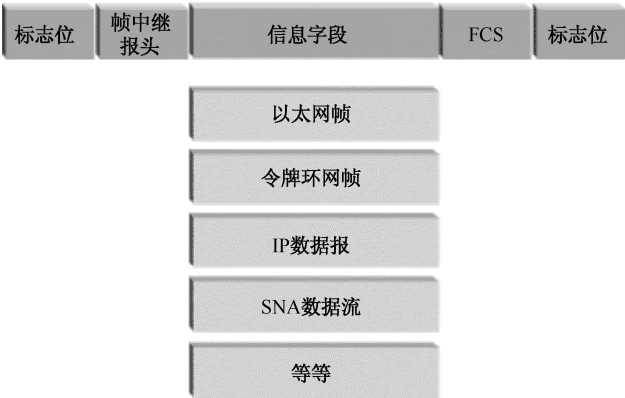 标志位 帧中继 信息字段 FCS 标志位
报头
以太网帧
令牌环网帧
IP数据报
SNA数据流
等等